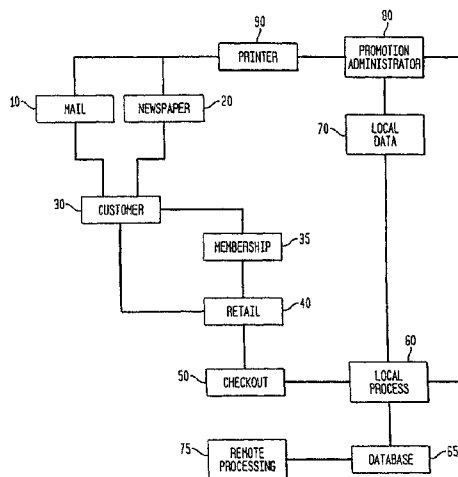 90
80
PRINTER
PROMOTION
ADMINISTRATOR
10
MAIL
NEWSPAPER
20
70
LOCAL
DATA
30
CUSTOMER
MEMBERSHIP
35
RETAIL
40
60
50
CHECKOUT
LOCAL
PROCESS
75
REMOTE
PROCESSING
DATABASE
65